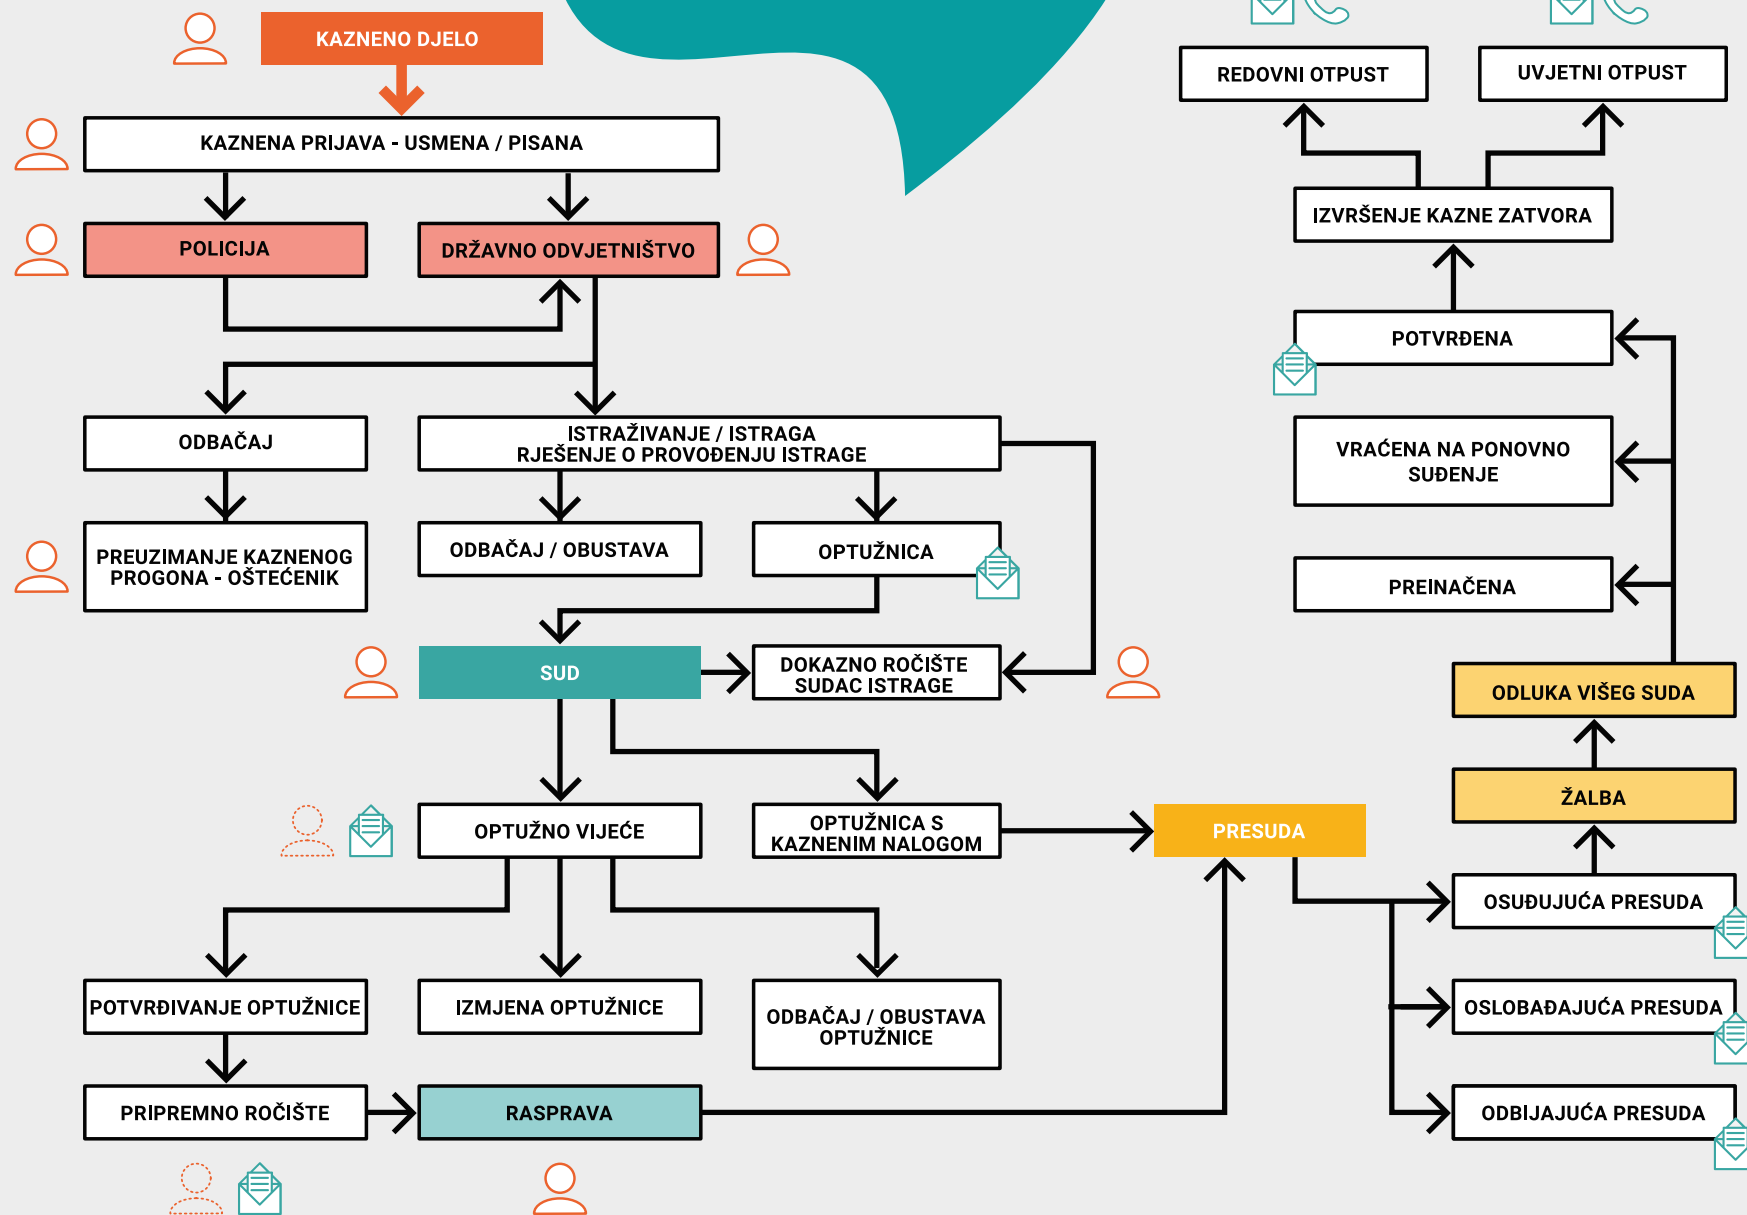 KAZNENO DJELO
KAZNENA PRIJAVA - USMENA / PISANA
POLICIJA
DRŽAVNO ODVJETNIŠTVO
ODBAČAJ
ISTRAŽIVANJE / ISTRAGA
RJEŠENJE O PROVOĐENJU ISTRAGE
PREUZIMANJE KAZNENOG
PROGONA - OŠTEĆENIK
ODBAČAJ / OBUSTAVA
OPTUŽNICA
SUD
DOKAZNO ROČIŠTE
SUDAC ISTRAGE
OPTUŽNO VIJEĆE
OPTUŽNICA S
KAZNENIM NALOGOM
POTVRĐIVANJE OPTUŽNICE
IZMJENA OPTUŽNICE
ODBAČAJ / OBUSTAVA
OPTUŽNICE
PRIPREMNO ROČIŠTE
RASPRAVA
PRESUDA
REDOVNI OTPUST
UVJETNI OTPUST
IZVRŠENJE KAZNE ZATVORA
POTVRĐENA
VRAĆENA NA PONOVNO
SUĐENJE
PREINAČENA
ODLUKA VIŠEG SUDA
ŽALBA
OSUĐUJUĆA PRESUDA
OSLOBAĐAJUĆA PRESUDA
ODBIJAJUĆA PRESUDA